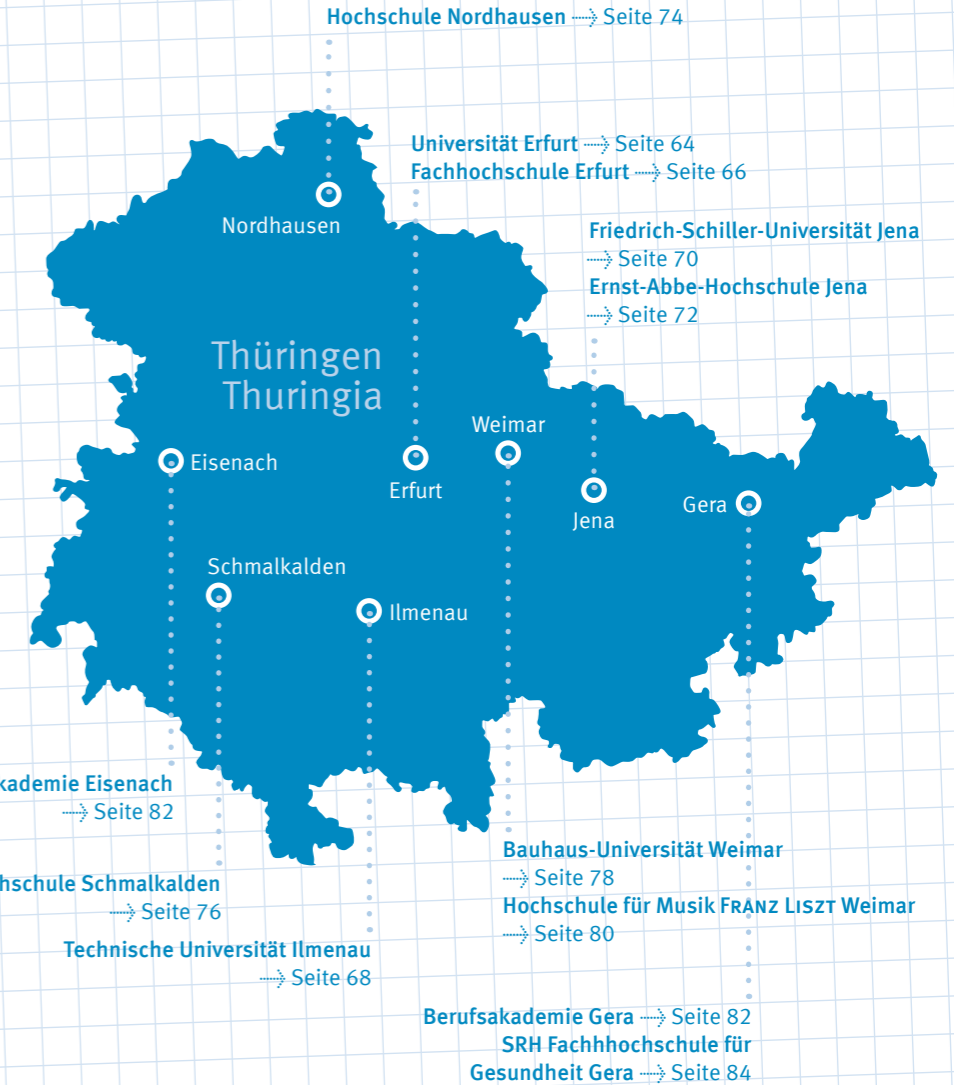 Hochschule Nordhausen → Seite 74
Universität Erfurt → Seite 64
Fachhochschule Erfurt → Seite 66
Nordhausen
Friedrich-Schiller-Universität Jena
→ Seite 70
Ernst-Abbe-Hochschule Jena
→ Seite 72
Thüringen
Thuringia
Weimar
Eisenach
Erfurt
Jena
Gera
Schmalkalden
Ilmenau
kademie Eisenach
→ Seite 82
hschule Schmalkalden
→ Seite 76
Technische Universität Ilmenau
→ Seite 68
Bauhaus-Universität Weimar
→ Seite 78
Hochschule für Musik FRANZ LISZT Weimar
→ Seite 80
Berufsakademie Gera → Seite 82
SRH Fachhhochschule für
Gesundheit Gera → Seite 84